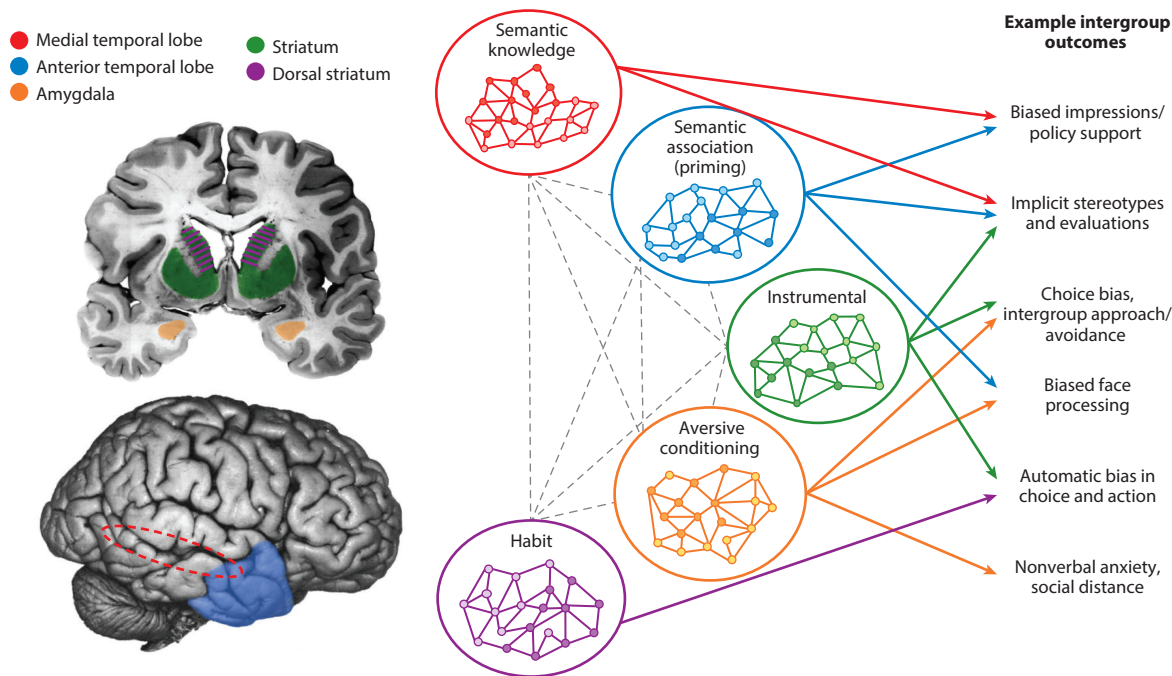 Medial temporal lobe
Anterior temporal lobe
Amygdala
Striatum
Dorsal striatum
Semantic
knowledge
Semantic
association
(priming)
Instrumental
Aversive
conditioning
Habit
Example intergroup
outcomes
Biased impressions/
policy support
Implicit stereotypes
and evaluations
Choice bias,
intergroup approach/
avoidance
Biased face
processing
Automatic bias in
choice and action
Nonverbal anxiety,
social distance